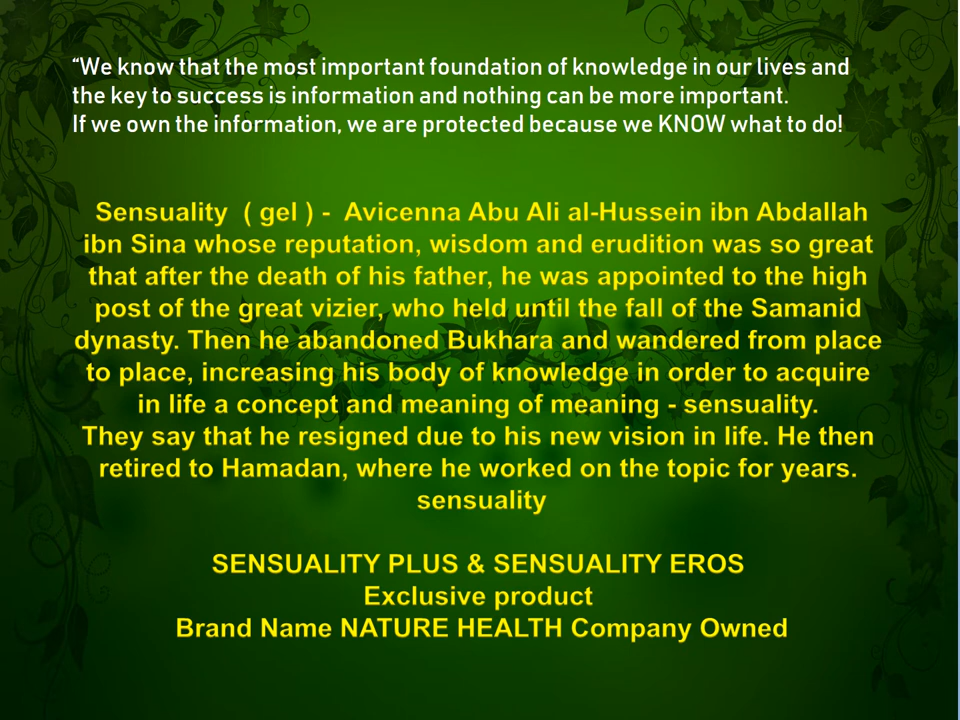 “We know that the most important foundation of knowledge in our lives and
the key to success is information and nothing can be more important.
If we own the information, we are protected because we KNOW what to do!
Sensuality ( gel ) - Avicenna Abu Ali al-Hussein ibn Abdallah
ibn Sina whose reputation, wisdom and erudition was so great
that after the death of his father, he was appointed to the high
post of the great vizier, who held until the fall of the Samanid
dynasty. Then he abandoned Bukhara and wandered from place
to place, increasing his body of knowledge in order to acquire
in life a concept and meaning of meaning - sensuality.
They say that he resigned due to his new vision in life. He then
retired to Hamadan, where he worked on the topic for years.
sensuality
SENSUALITY PLUS & SENSUALITY EROS
Exclusive product
Brand Name NATURE HEALTH Company Owned